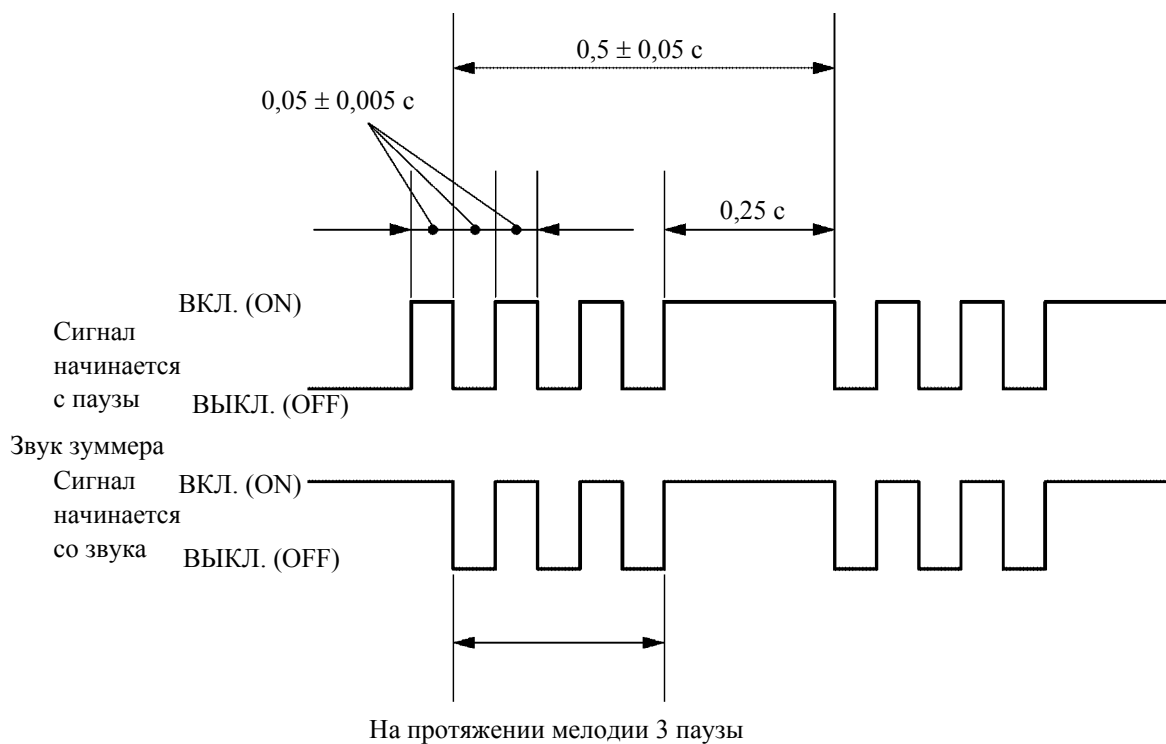 0,5 ± 0,05 с
0,05 ± 0,005 с
0,25 с
ВКЛ. (ON)
Сигнал
начинается
с паузы
ВЫКЛ. (OFF)
Звук зуммера
Сигнал
начинается
со звука
ВКЛ. (ON)
ВЫКЛ. (OFF)
На протяжении мелодии 3 паузы